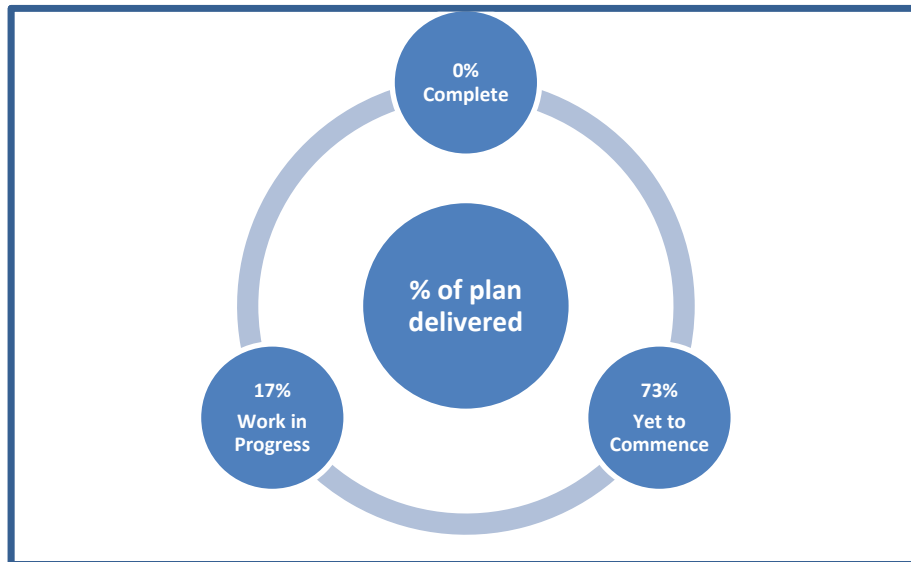 0%
Complete
% of plan
delivered
17%
Work in
Progress
73%
Yet to
Commence